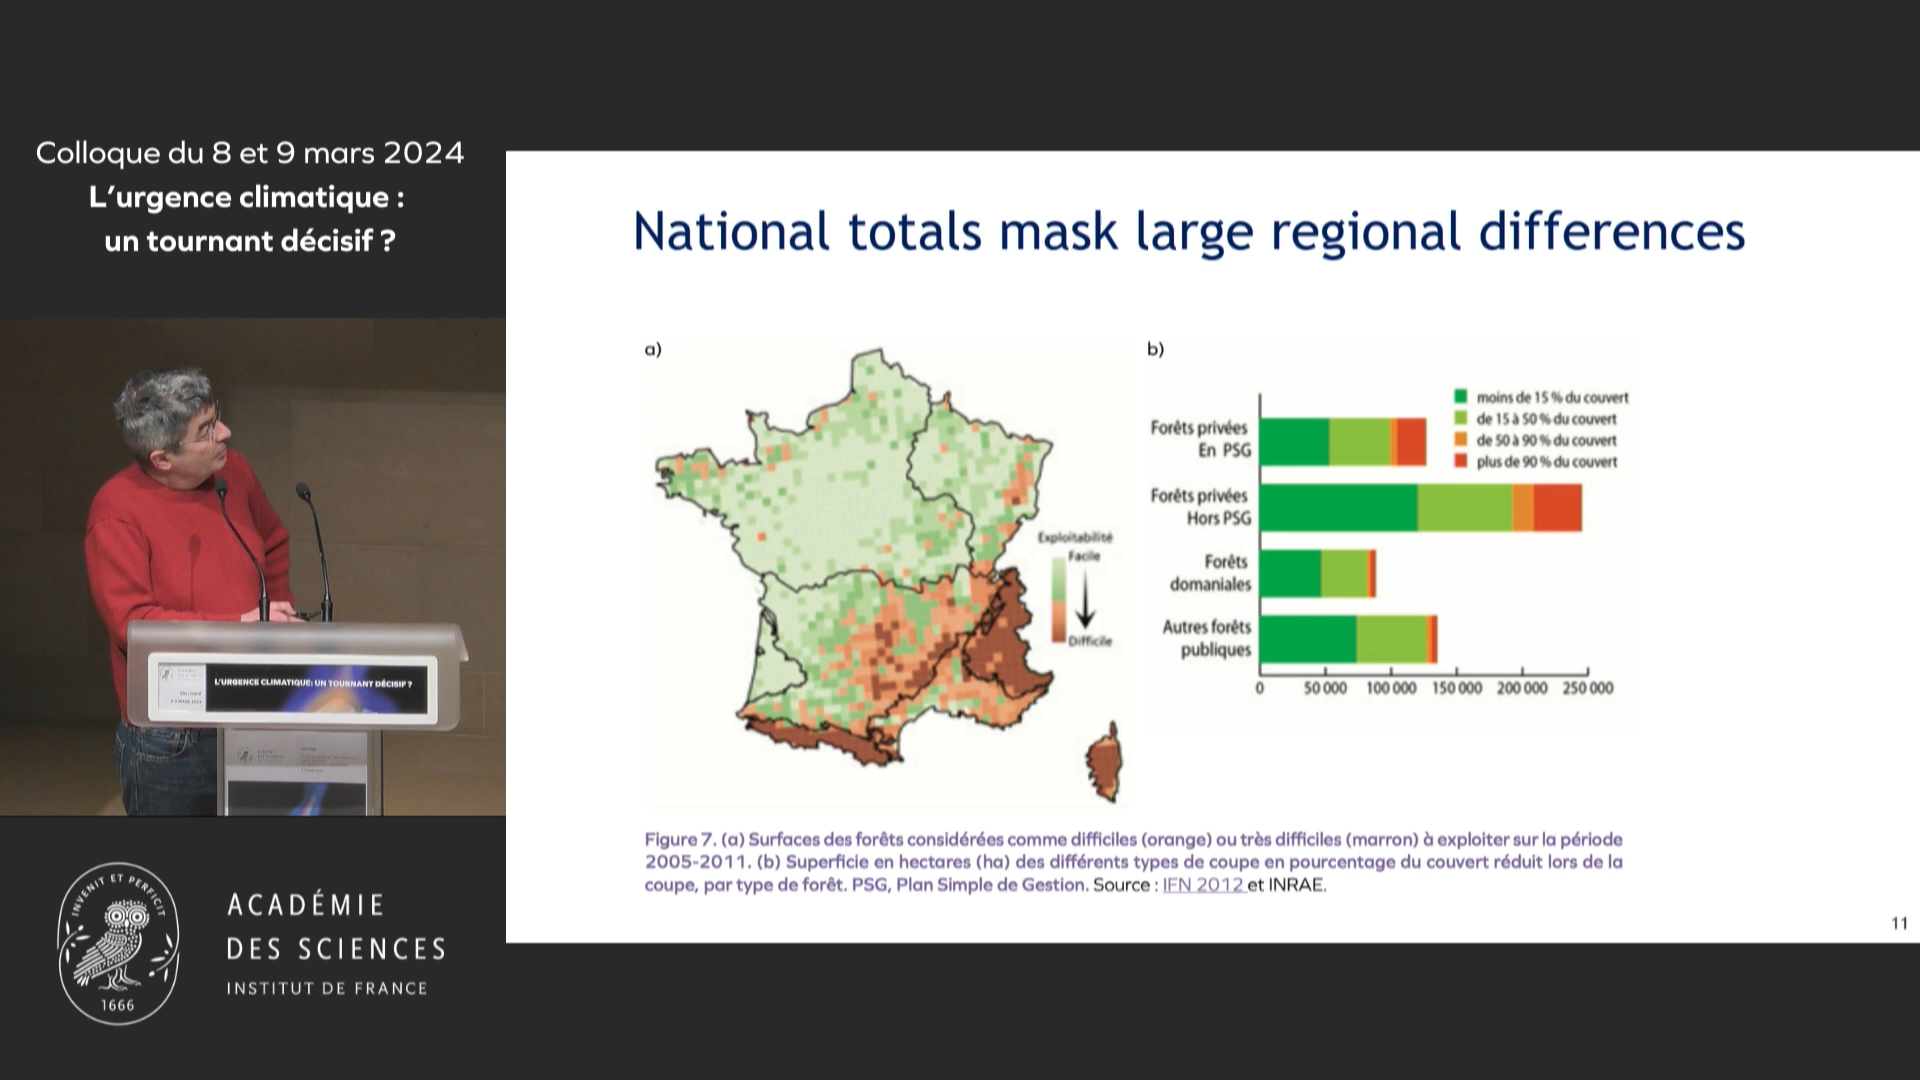 Colloque du 8 et 9 mars 2024
L'urgence climatique :
un tournant décisif ?
L'URGENCE CLIMATIQUE: UN TOURNANT DÉCISIF ?
INVENIT ET PERFICIT
1666
ACADÉMIE
DES SCIENCES
INSTITUT DE FRANCE
National totals mask large regional differences
a)
Exploitabilité
Facile
Difficile
b)
moins de 15 % du couvert
de 15 à 50 % du couvert
de 50 à 90 % du couvert
plus de 90 % du couvert
Forêts privées
En PSG
Forêts privées
Hors PSG
Forêts
domaniales
Autres forêts
publiques
0 50 000 100 000 150 000 200 000 250 000
Figure 7. (a) Surfaces des forêts considérées comme difficiles (orange) ou très difficiles (marron) à exploiter sur la période
2005-2011. (b) Superficie en hectares (ha) des différents types de coupe en pourcentage du couvert réduit lors de la
coupe, par type de forêt. PSG, Plan Simple de Gestion. Source : IFN 2012 et INRAE.
11